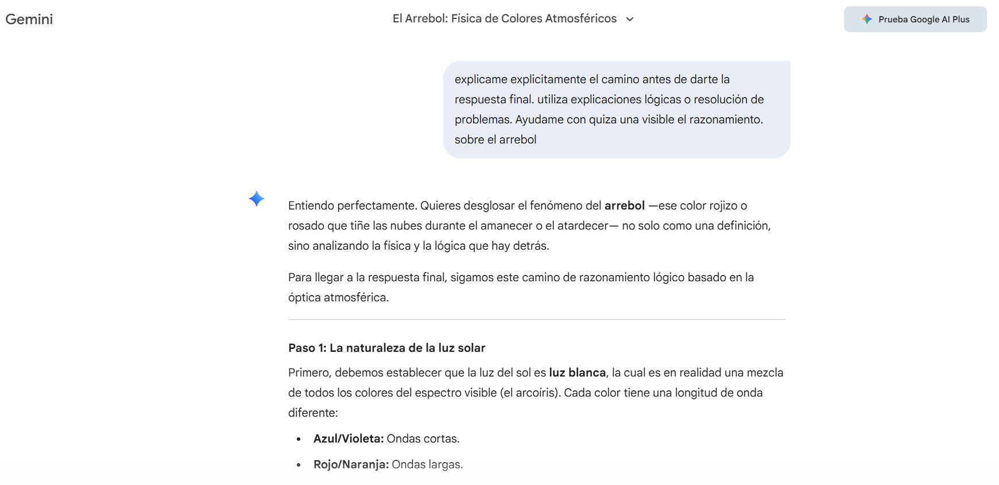 Gemini
El Arrebol: Física de Colores Atmosféricos
Prueba Google AI Plus
explicame explicitamente el camino antes de darte la
respuesta final. utiliza explicaciones lógicas o resolución de
problemas. Ayudame con quiza una visible el razonamiento.
sobre el arrebol
Entiendo perfectamente. Quieres desglosar el fenómeno del arrebol —ese color rojizo o
rosado que tiñe las nubes durante el amanecer o el atardecer— no solo como una definición,
sino analizando la física y la lógica que hay detrás.
Para llegar a la respuesta final, sigamos este camino de razonamiento lógico basado en la
óptica atmosférica.
Paso 1: La naturaleza de la luz solar
Primero, debemos establecer que la luz del sol es luz blanca, la cual es en realidad una mezcla
de todos los colores del espectro visible (el arcoíris). Cada color tiene una longitud de onda
diferente:
• Azul/Violeta: Ondas cortas.
• Rojo/Naranja: Ondas largas.